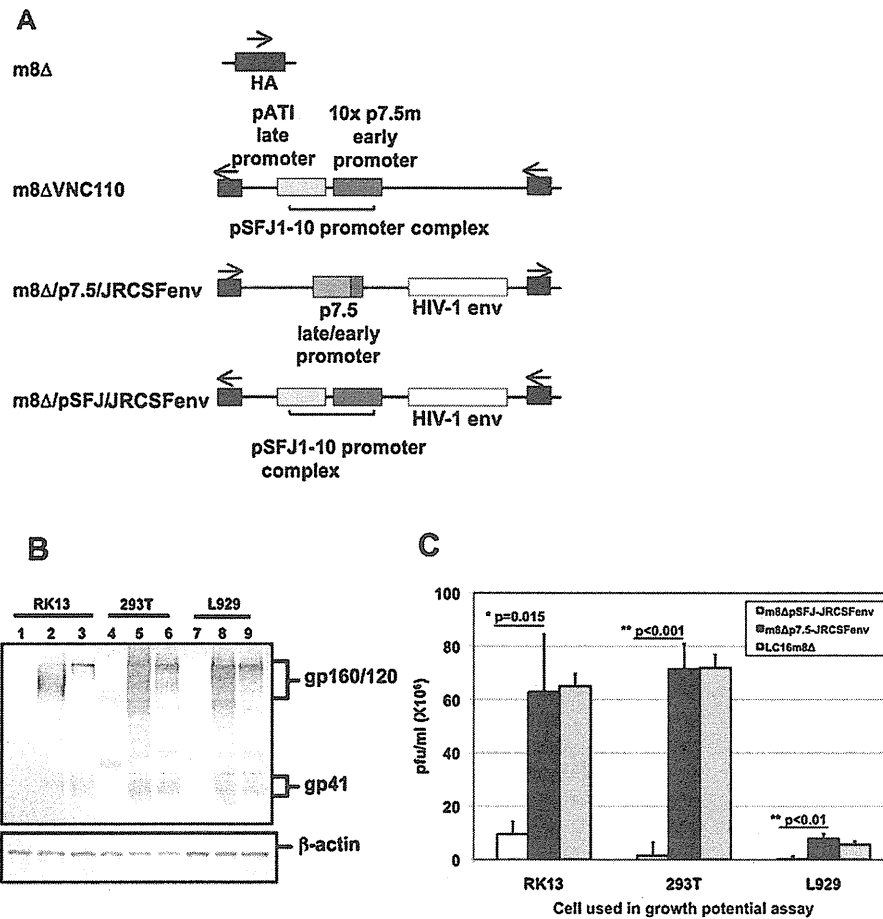 A
m8Δ
HA
pATI
late
promoter
10x p7.5m
early
promoter
m8ΔVNC110
pSFJ1-10 promoter complex
m8Δ/p7.5/JRCSFenv
p7.5
late/early
promoter
HIV-1 env
m8Δ/pSFJ/JRCSFenv
HIV-1 env
pSFJ1-10 promoter
complex
B
RK13 293T L929
1 2 3 4 5 6 7 8 9
gp160/120
gp41
β-actin
C
100
80
60
40
20
0
pfu/ml (X10⁶)
* p=0.015
** p<0.001
** p<0.01
m8ΔpSFJ-JRCSFenv
m8Δp7.5-JRCSFenv
LC16m8Δ
RK13 293T L929
Cell used in growth potential assay